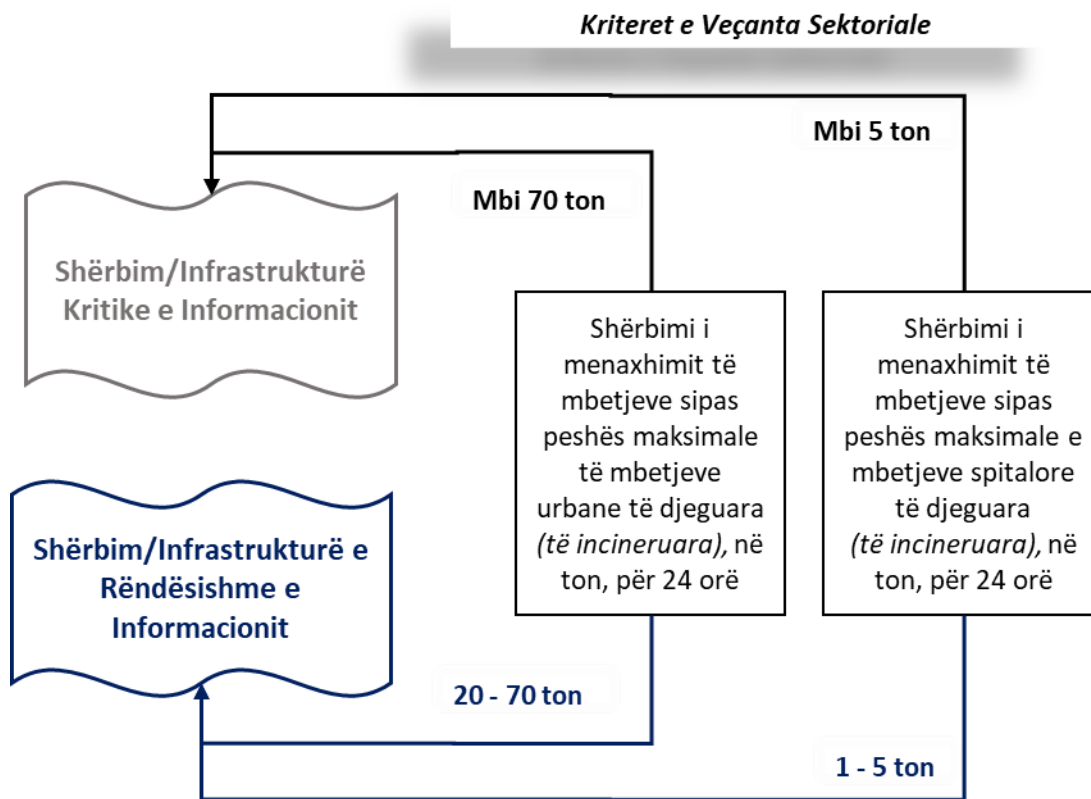 Kriteret e Veçanta Sektoriale
Mbi 5 ton
Mbi 70 ton
Shërbim/Infrastrukturë
Kritike e Informacionit
Shërbimi i
menaxhimit të
mbetjeve sipas
peshës maksimale
të mbetjeve
urbane të djeguara
(të incineruara), në
ton, për 24 orë
Shërbimi i
menaxhimit të
mbetjeve sipas
peshës maksimale e
mbetjeve spitalore
të djeguara
(të incineruara), në
ton, për 24 orë
Shërbim/Infrastrukturë e
Rëndësishme e
Informacionit
20 - 70 ton
1 - 5 ton